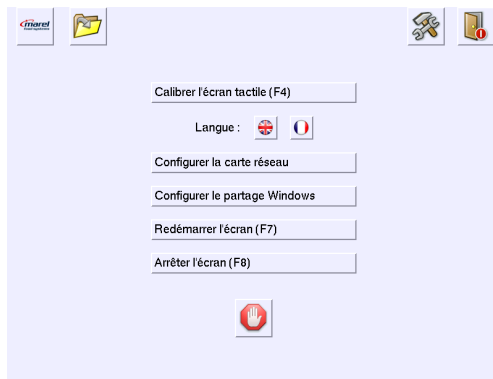 marel
Calibrer l'écran tactile (F4)
Langue :
Configurer la carte réseau
Configurer le partage Windows
Redémarrer l'écran (F7)
Arrêter l'écran (F8)